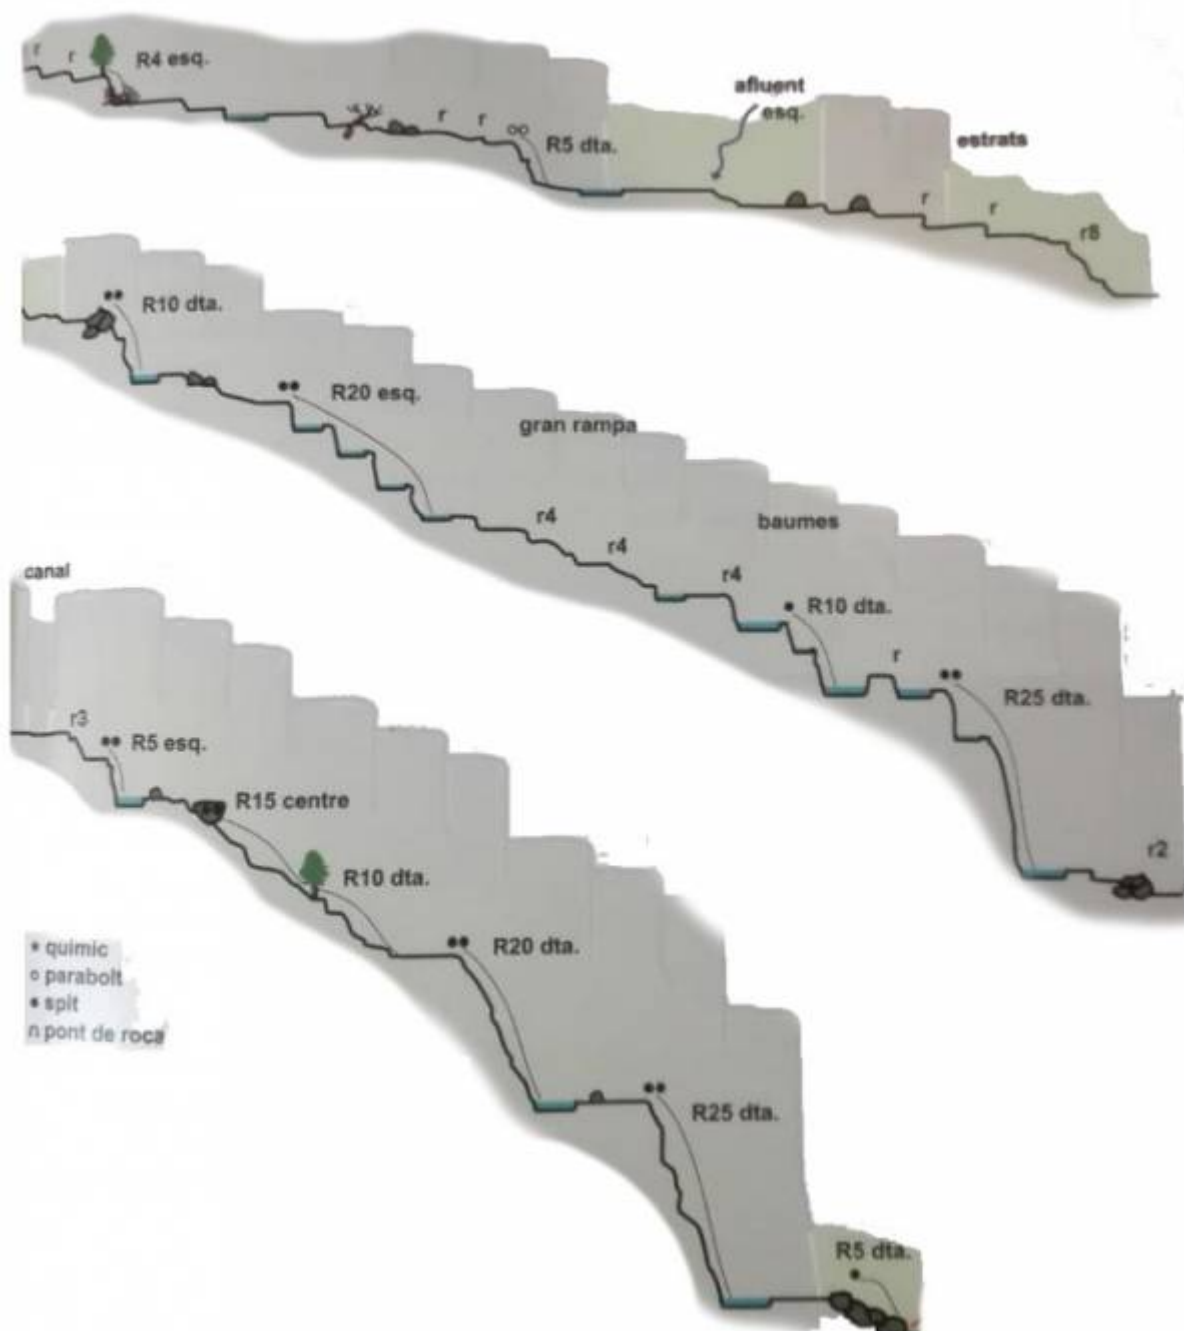 r
r
R4 esq.
r
r
R5 dta.
afluent
esq.
estrats
r
r
r8
R10 dta.
R20 esq.
gran rampa
r4
r4
baumes
r4
R10 dta.
r
R25 dta.
r2
canal
r3
R5 esq.
R15 centre
R10 dta.
R20 dta.
R25 dta.
R5 dta.
* quimic
o parabolt
• spit
n pont de roca